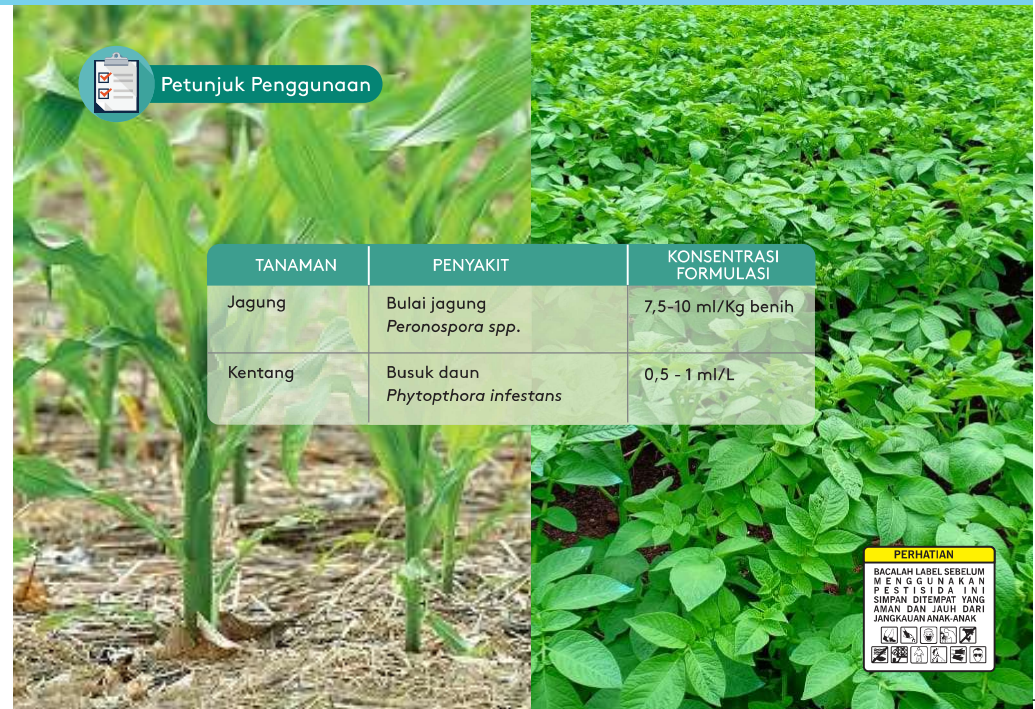 Petunjuk Penggunaan
TANAMAN
PENYAKIT
KONSENTRASI
FORMULASI
Jagung
Bulai jagung
Peronospora spp.
7,5-10 ml/Kg benih
Kentang
Busuk daun
Phytopthora infestans
0,5 - 1 ml/L
PERHATIAN
BACALAH LABEL SEBELUM
MENGGUNAKAN
PESTISIDA INI
SIMPAN DITEMPAT YANG
AMAN DAN JAUH DARI
JANGKAUAN ANAK-ANAK